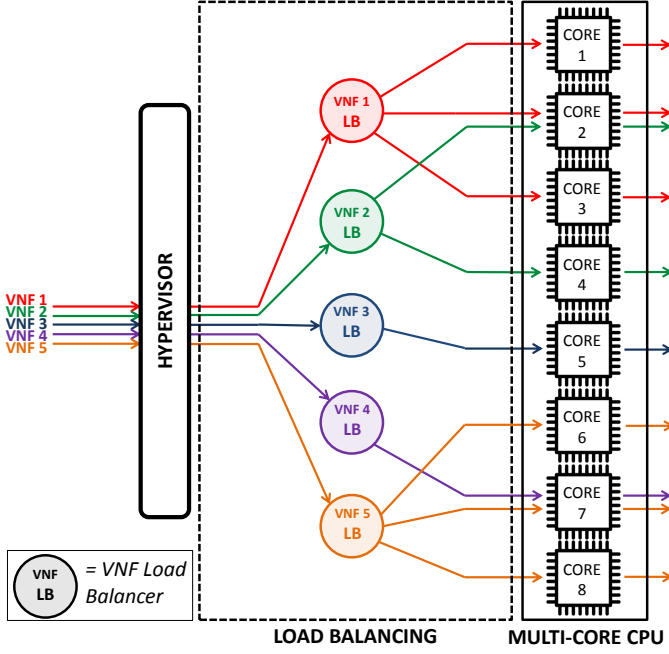 VNF 1
VNF 2
VNF 3
VNF 4
VNF 5
HYPERVISOR
VNF 1
LB
VNF 2
LB
VNF 3
LB
VNF 4
LB
VNF 5
LB
CORE
1
CORE
2
CORE
3
CORE
4
CORE
5
CORE
6
CORE
7
CORE
8
VNF
LB
= VNF Load
Balancer
LOAD BALANCING
MULTI-CORE CPU